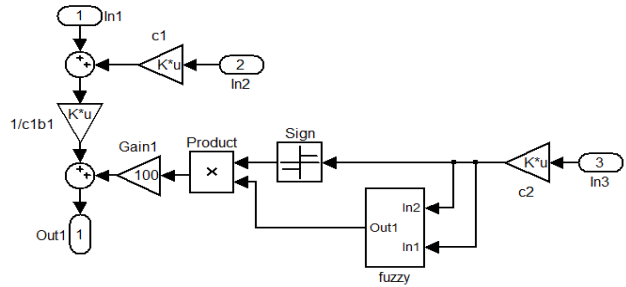 1
In1
c1
K*u
2
In2
K*u
1/c1b1
Gain1
100
Product
×
Sign
K*u
c2
3
In3
In2
Out1
In1
fuzzy
Out1
1